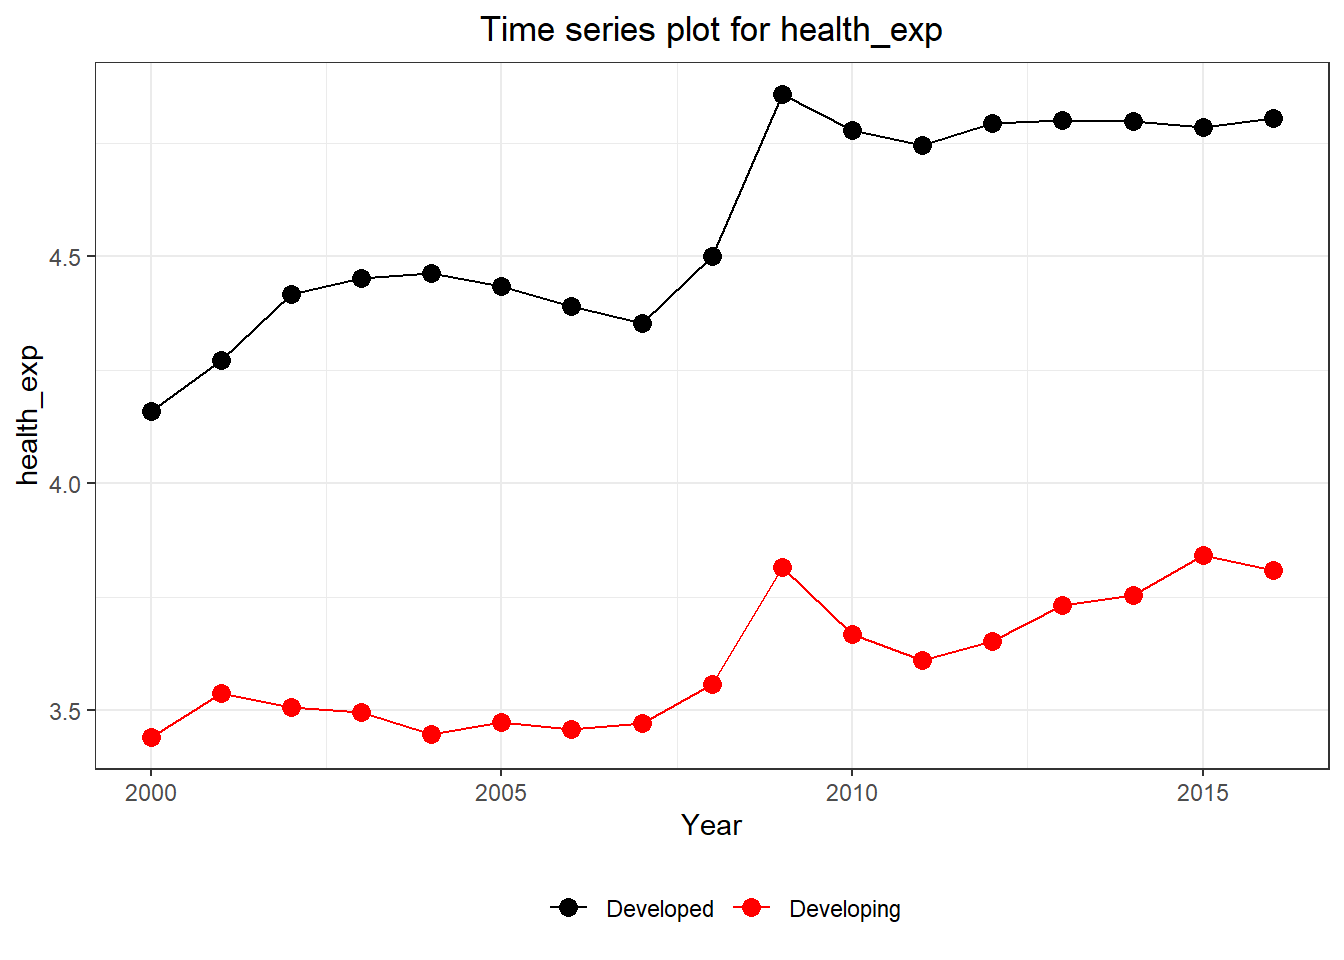 Time series plot for health_exp
health_exp
4.5
4.0
3.5
2000 2005 2010 2015
Year
Developed Developing